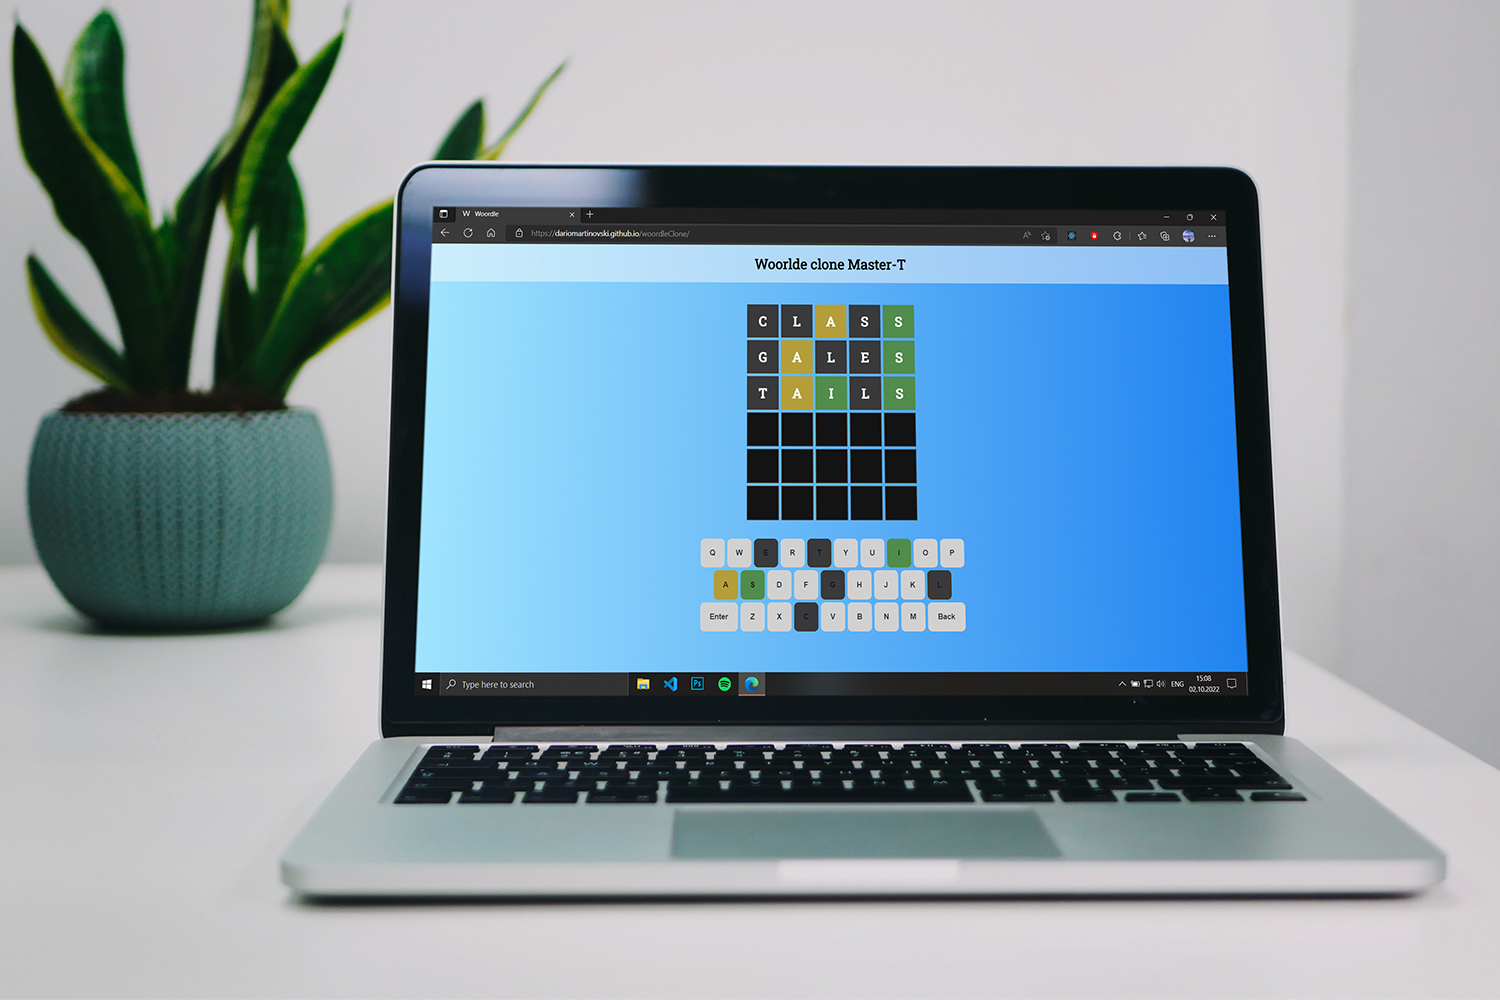 W Woordle
https://dariomartinovski.github.io/woordleClone/
Woorlde clone Master-T
C L A S S
G A L E S
T A I L S
Q W E R T Y U I O P
A S D F G H J K L
Enter Z X C V B N M Back
Type here to search
Ps
ENG
15:08
02.10.2022